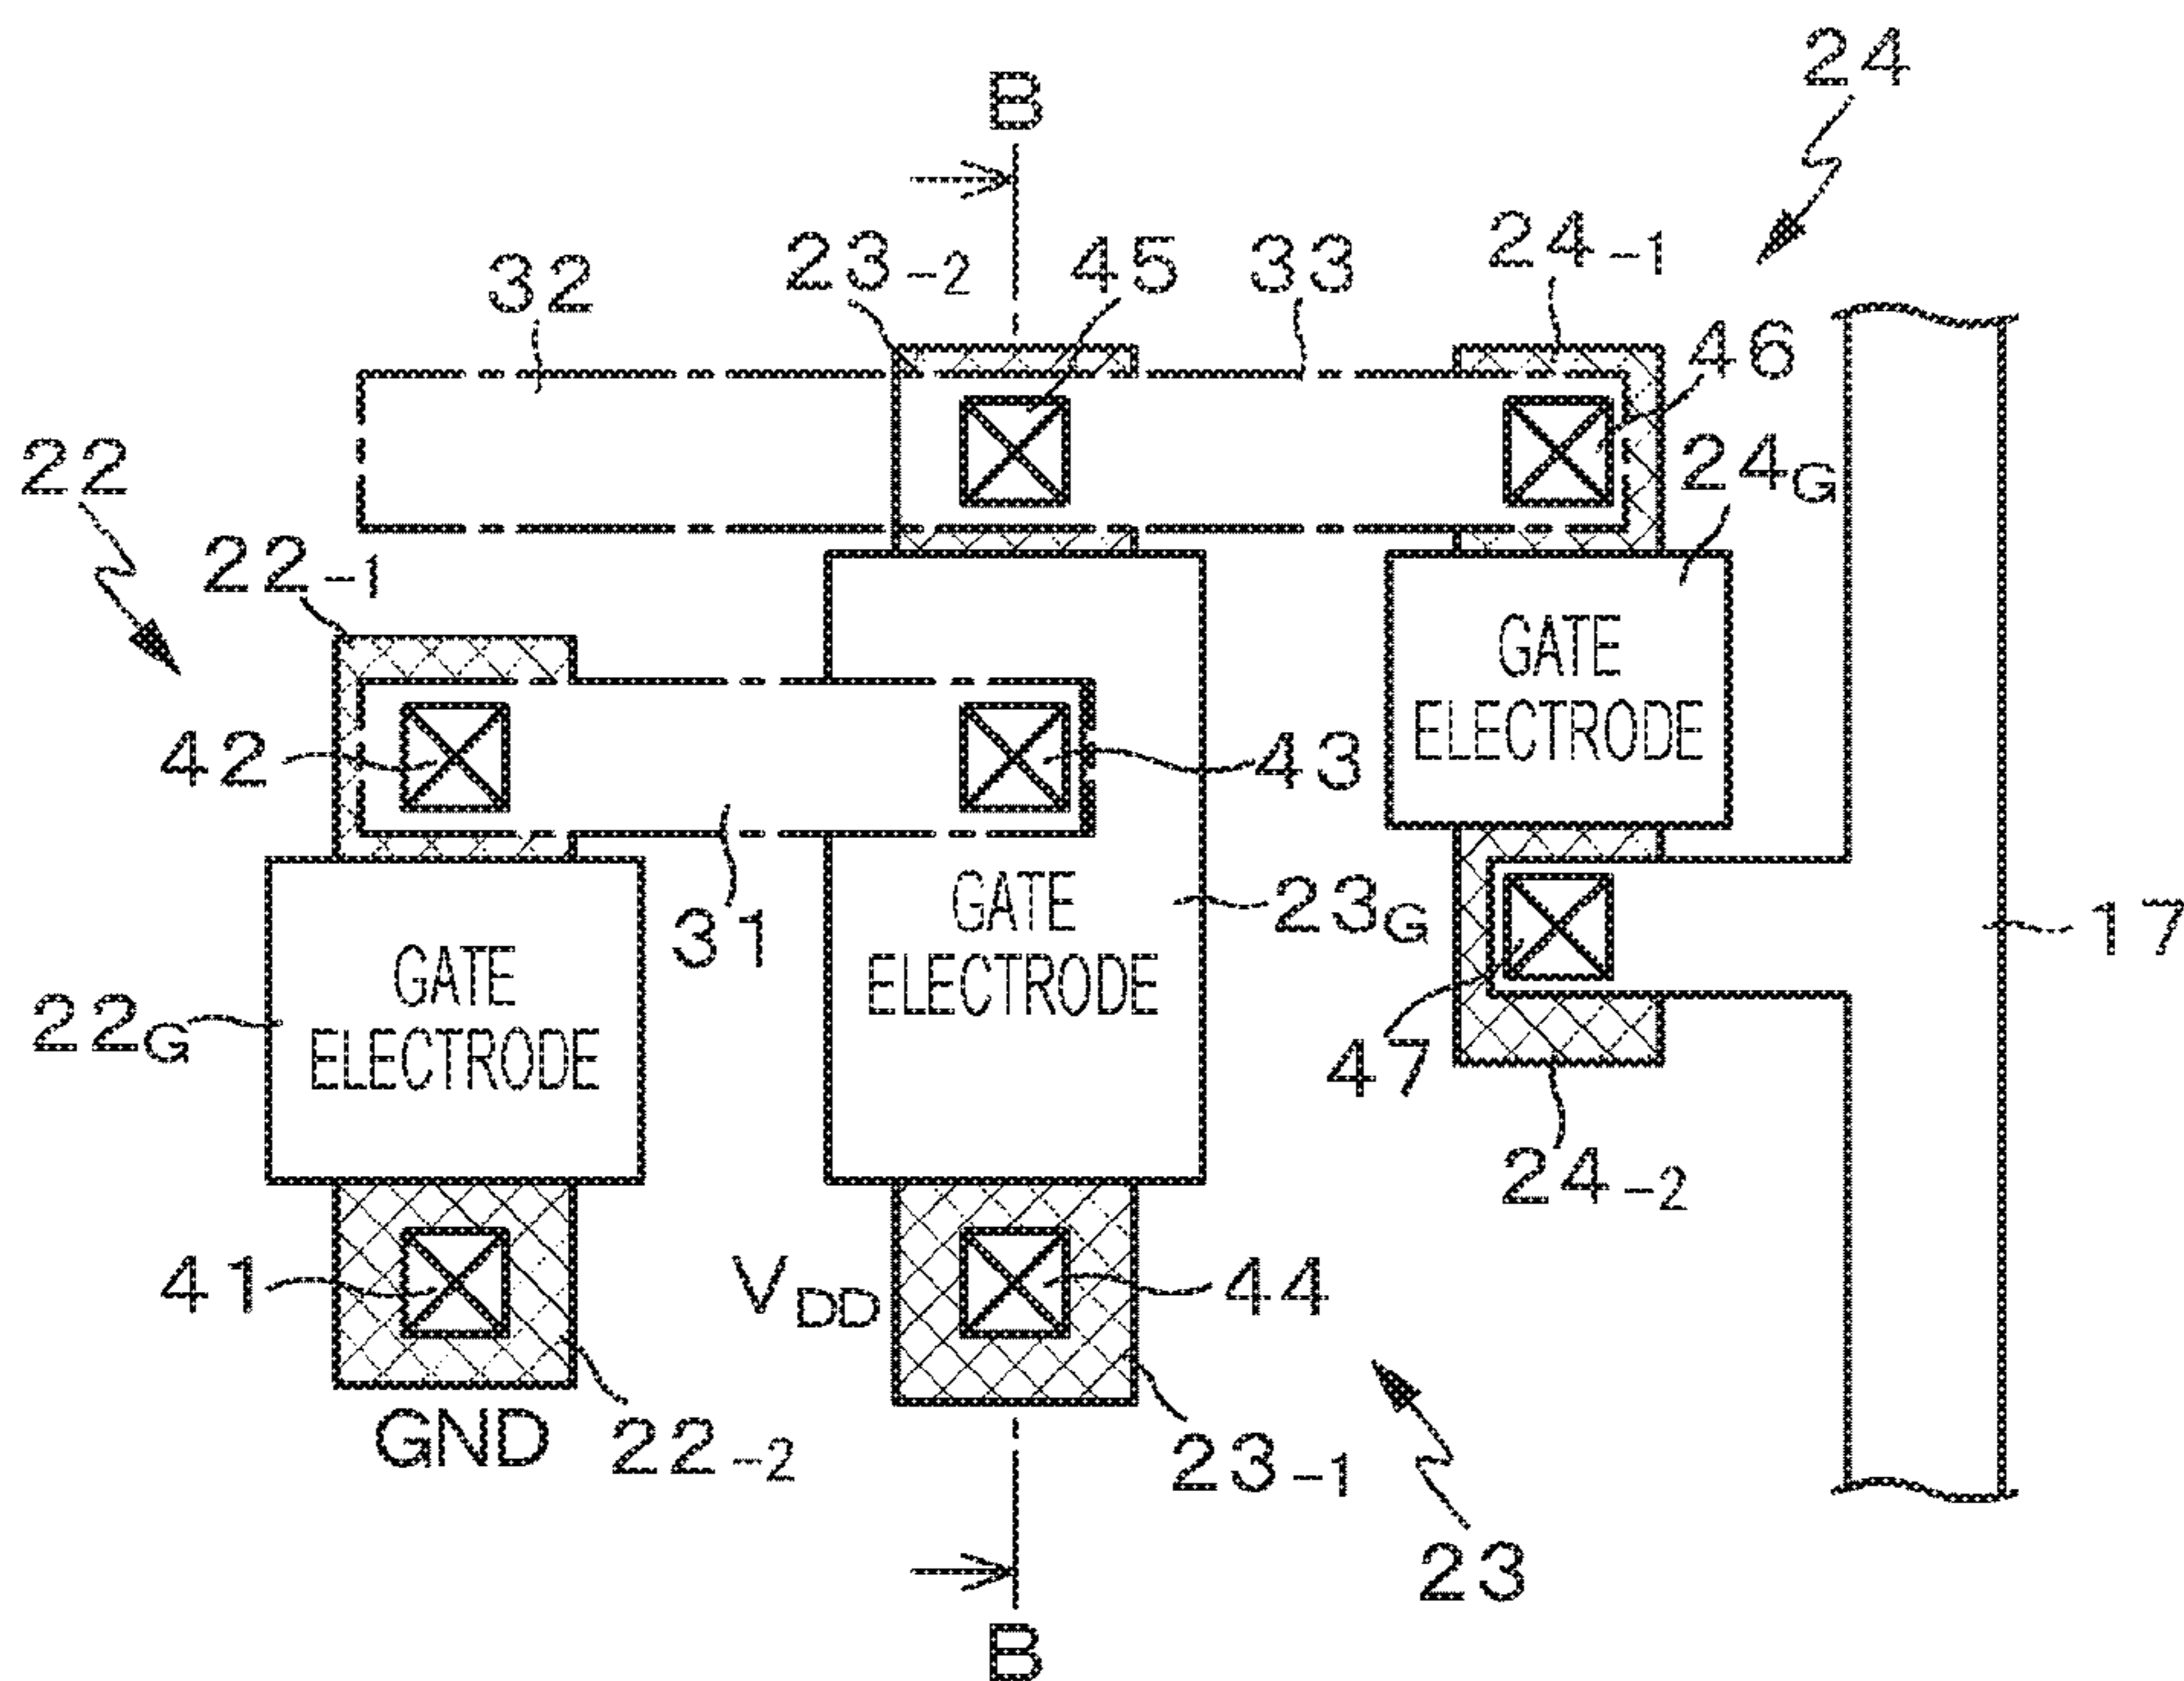 24
B
23-2
45
33
24-1
32
46
22
24G
22-1
GATE
ELECTRODE
42
43
GATE
ELECTRODE
31
23G
17
GATE
ELECTRODE
22G
47
24-2
41
VDD
44
GND
22-2
23-1
23
B